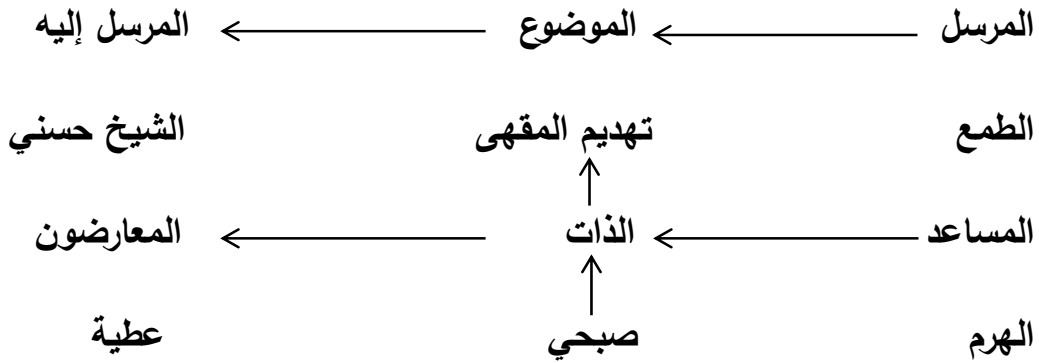 المرسل الموضوع المرسل إليه
الطمع تهديم المقهى الشيخ حسني
المساعد الذات المعارضون
الهرم صبحي عطية